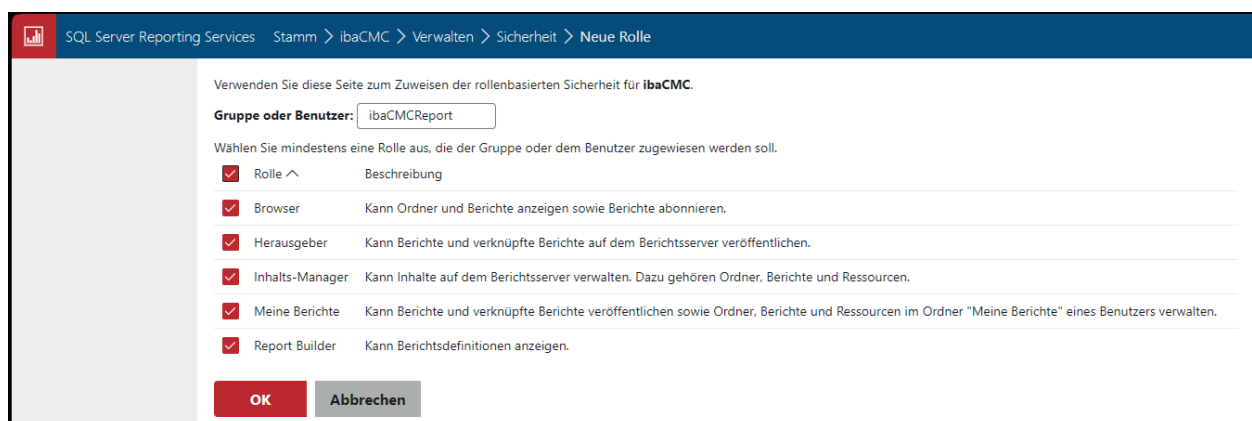 SQL Server Reporting Services Stamm > ibaCMC > Verwalten > Sicherheit > Neue Rolle
Verwenden Sie diese Seite zum Zuweisen der rollenbasierten Sicherheit für ibaCMC.
Gruppe oder Benutzer: ibaCMCReport
Wählen Sie mindestens eine Rolle aus, die der Gruppe oder dem Benutzer zugewiesen werden soll.
Rolle Beschreibung
Browser Kann Ordner und Berichte anzeigen sowie Berichte abonnieren.
Herausgeber Kann Berichte und verknüpfte Berichte auf dem Berichtsserver veröffentlichen.
Inhalts-Manager Kann Inhalte auf dem Berichtsserver verwalten. Dazu gehören Ordner, Berichte und Ressourcen.
Meine Berichte Kann Berichte und verknüpfte Berichte veröffentlichen sowie Ordner, Berichte und Ressourcen im Ordner "Meine Berichte" eines Benutzers verwalten.
Report Builder Kann Berichtsdefinitionen anzeigen.
OK Abbrechen